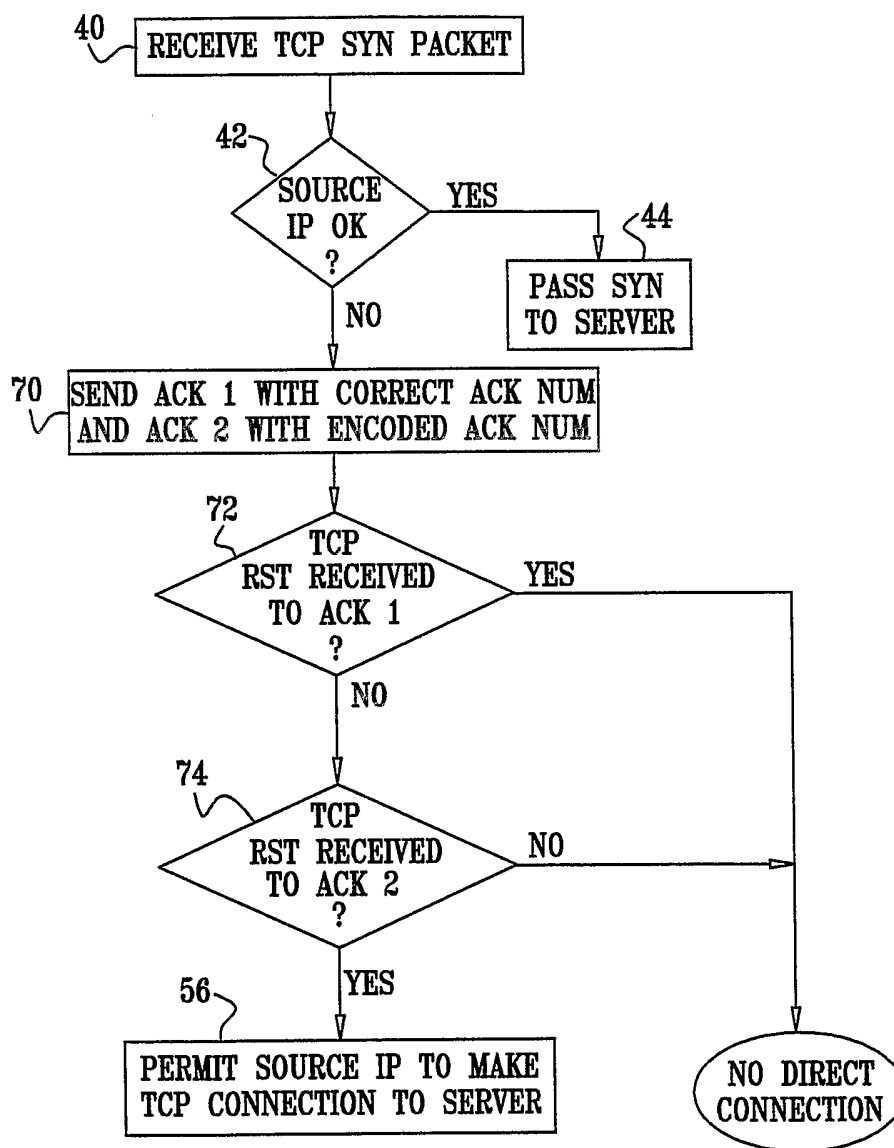 40
RECEIVE TCP SYN PACKET
42
SOURCE
IP OK
?
YES
44
PASS SYN
TO SERVER
NO
70
SEND ACK 1 WITH CORRECT ACK NUM
AND ACK 2 WITH ENCODED ACK NUM
72
TCP
RST RECEIVED
TO ACK 1
?
YES
NO
74
TCP
RST RECEIVED
TO ACK 2
?
NO
YES
56
PERMIT SOURCE IP TO MAKE
TCP CONNECTION TO SERVER
NO DIRECT
CONNECTION